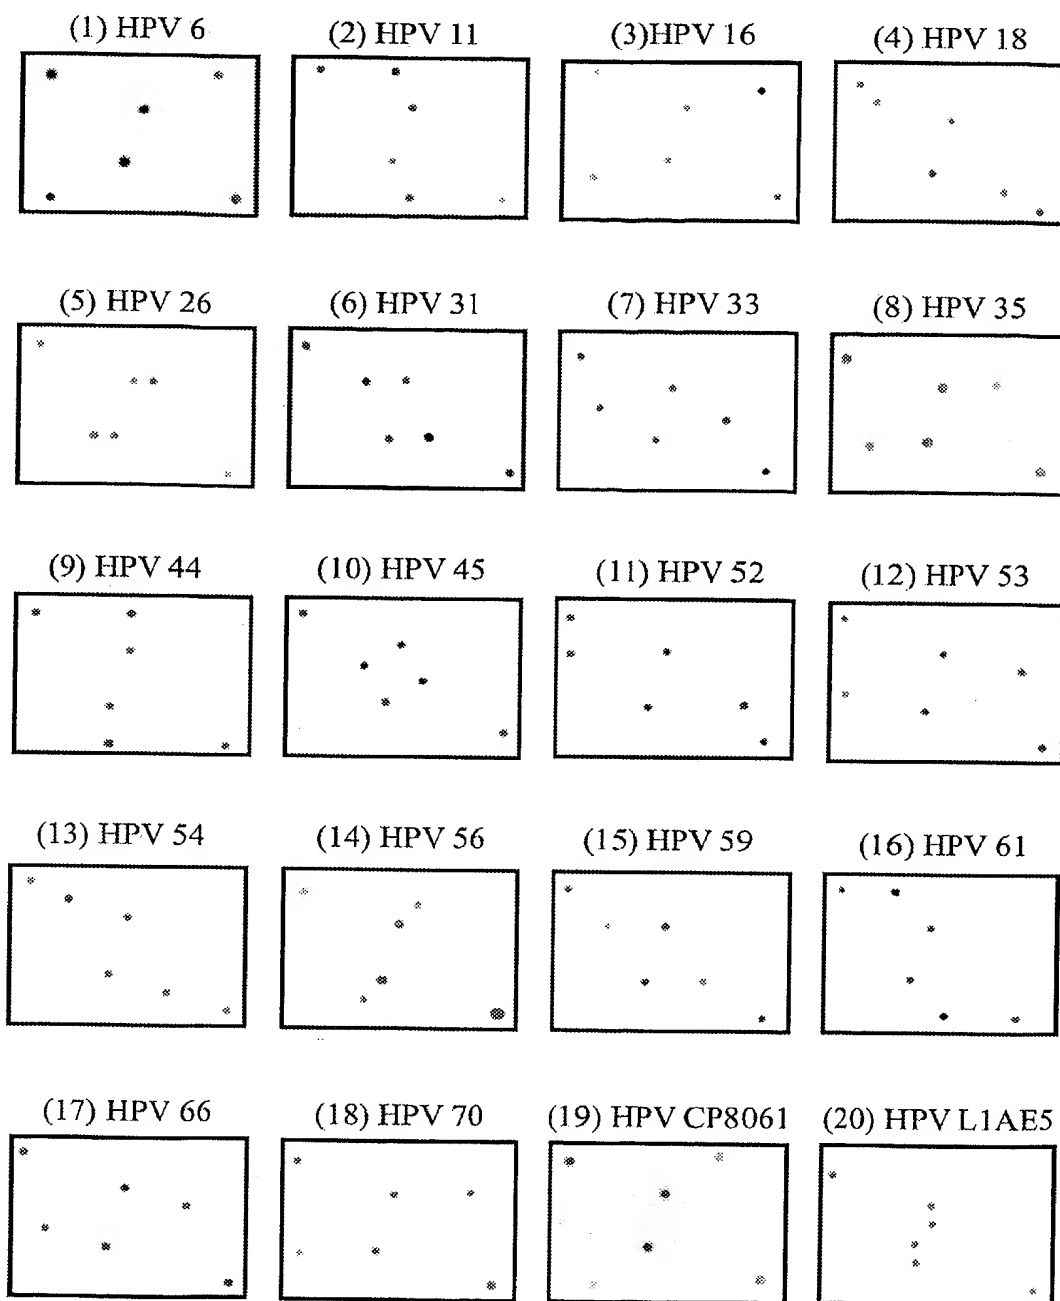 (1) HPV 6
(2) HPV 11
(3)HPV 16
(4) HPV 18
(5) HPV 26
(6) HPV 31
(7) HPV 33
(8) HPV 35
(9) HPV 44
(10) HPV 45
(11) HPV 52
(12) HPV 53
(13) HPV 54
(14) HPV 56
(15) HPV 59
(16) HPV 61
(17) HPV 66
(18) HPV 70
(19) HPV CP8061
(20) HPV L1AE5